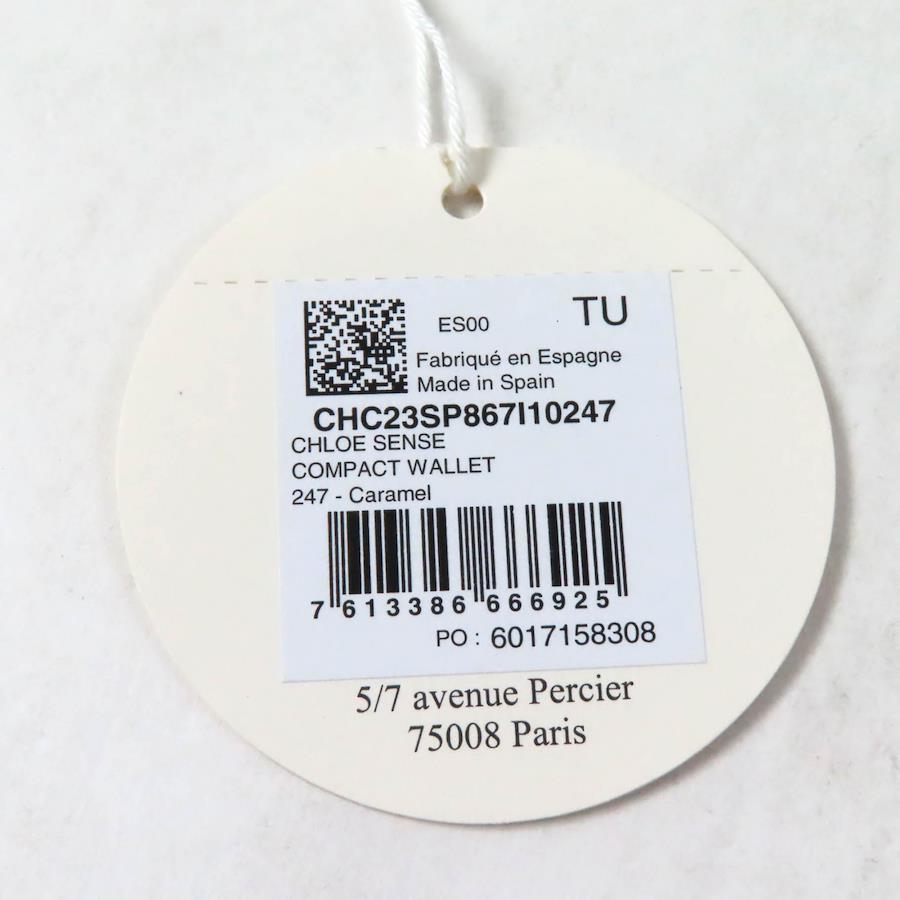 ES00
TU
Fabriqué en Espagne
Made in Spain
CHC23SP867I10247
CHLOE SENSE
COMPACT WALLET
247 - Caramel
7 613386 666925
PO : 6017158308
5/7 avenue Percier
75008 Paris